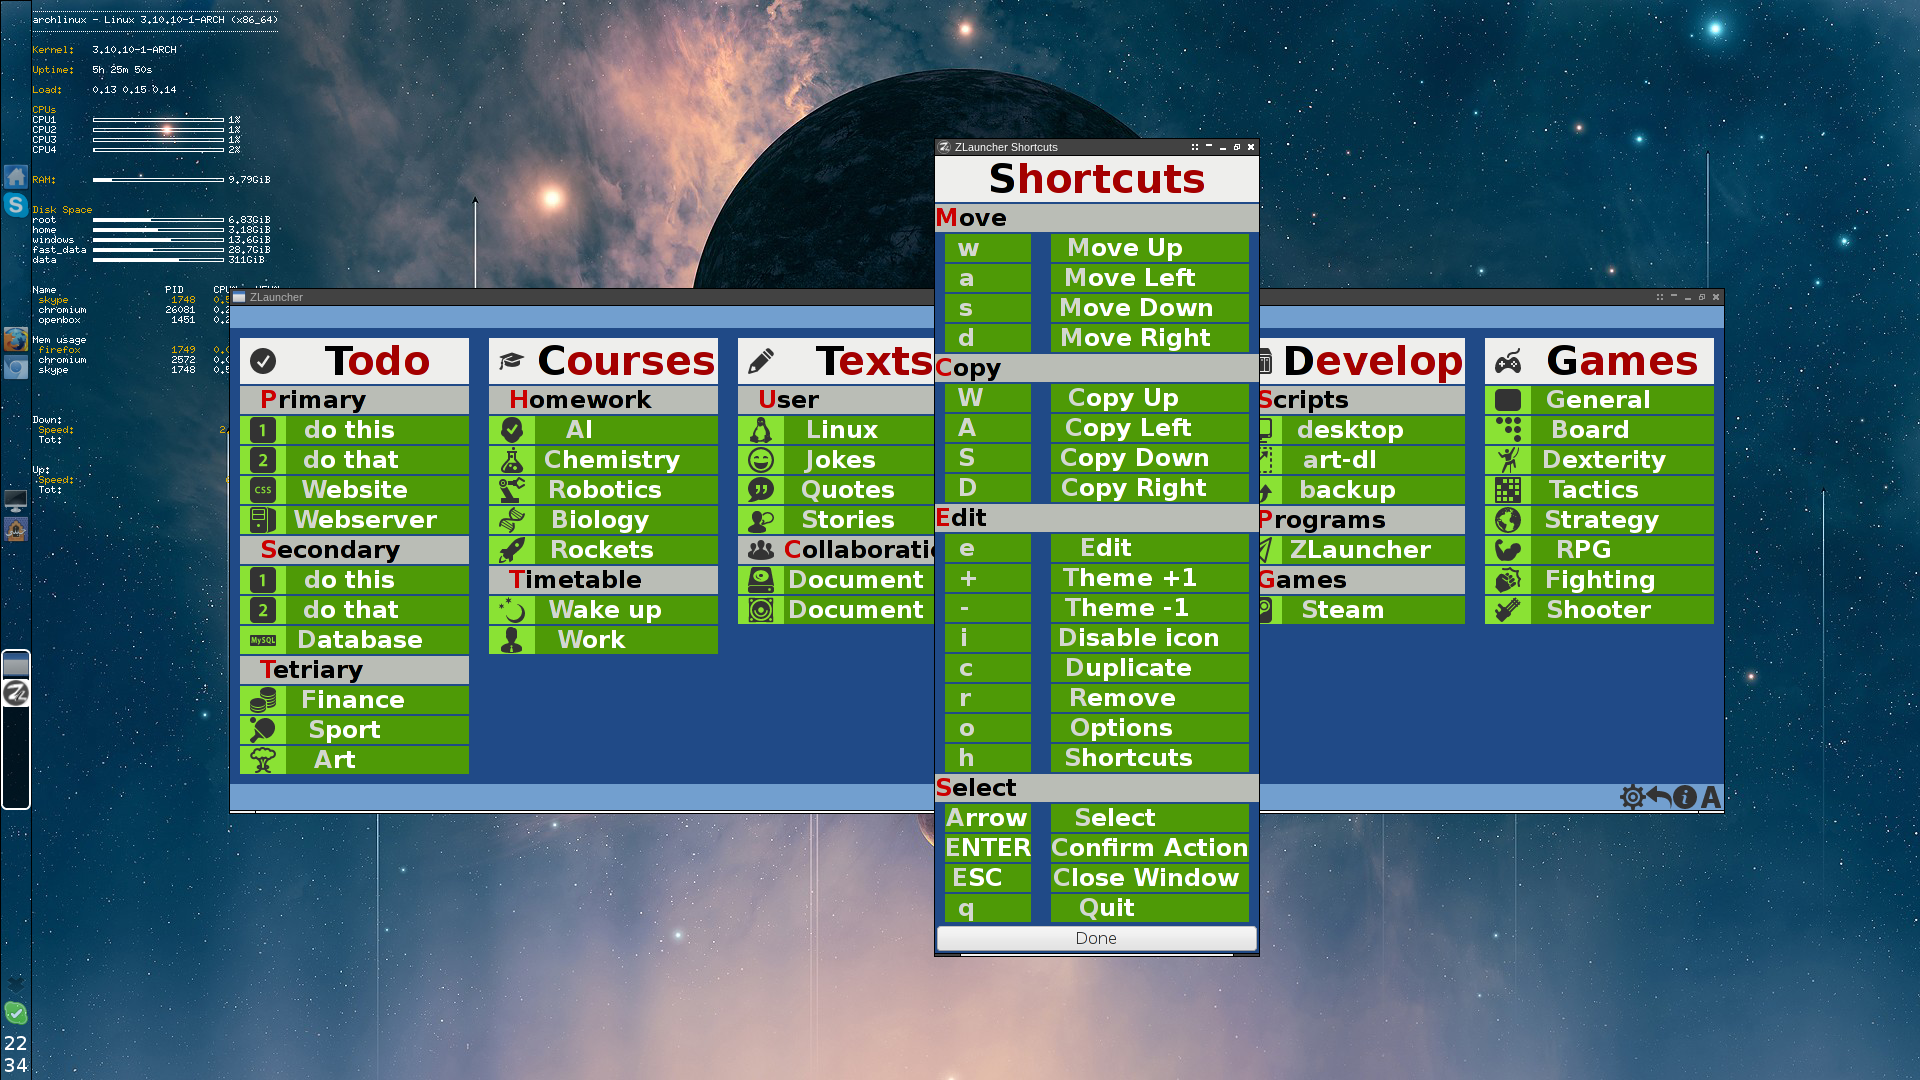 archlinux - Linux 3.10.10-1-ARCH (x86_64)
Kernel: 3.10.10-1-ARCH
Uptime: 5h 25m 50s
Load: 0.13 0.15 0.14
CPUs
CPU1 1%
CPU2 1%
CPU3 1%
CPU4 2%
RAM: 9.79GiB
Disk Space
root 6.83GiB
home 3.18GiB
windows 13.6GiB
fast_data 28.7GiB
data 311GiB
Name PID
skype 1748
chromium 26081
openbox 1451
Mem usage
firefox 1749
chromium 2572
skype 1748
Down:
Speed:
Tot:
Up:
Speed:
Tot:
22
34
ZLauncher
Todo
Primary
1 do this
2 do that
CSS Website
Webserver
Secondary
1 do this
2 do that
MySQL Database
Tetriary
Finance
Sport
Art
Courses
Homework
AI
Chemistry
Robotics
Biology
Rockets
Timetable
Wake up
Work
Texts
User
Linux
Jokes
Quotes
Stories
Collaboratio
Document
Document
ZLauncher Shortcuts
Shortcuts
Move
w Move Up
a Move Left
s Move Down
d Move Right
Copy
W Copy Up
A Copy Left
S Copy Down
D Copy Right
Edit
e Edit
+ Theme +1
- Theme -1
i Disable icon
c Duplicate
r Remove
o Options
h Shortcuts
Select
Arrow Select
ENTER Confirm Action
ESC Close Window
q Quit
Done
Develop
Scripts
desktop
art-dl
backup
Programs
ZLauncher
Games
Steam
Games
General
Board
Dexterity
Tactics
Strategy
RPG
Fighting
Shooter
A